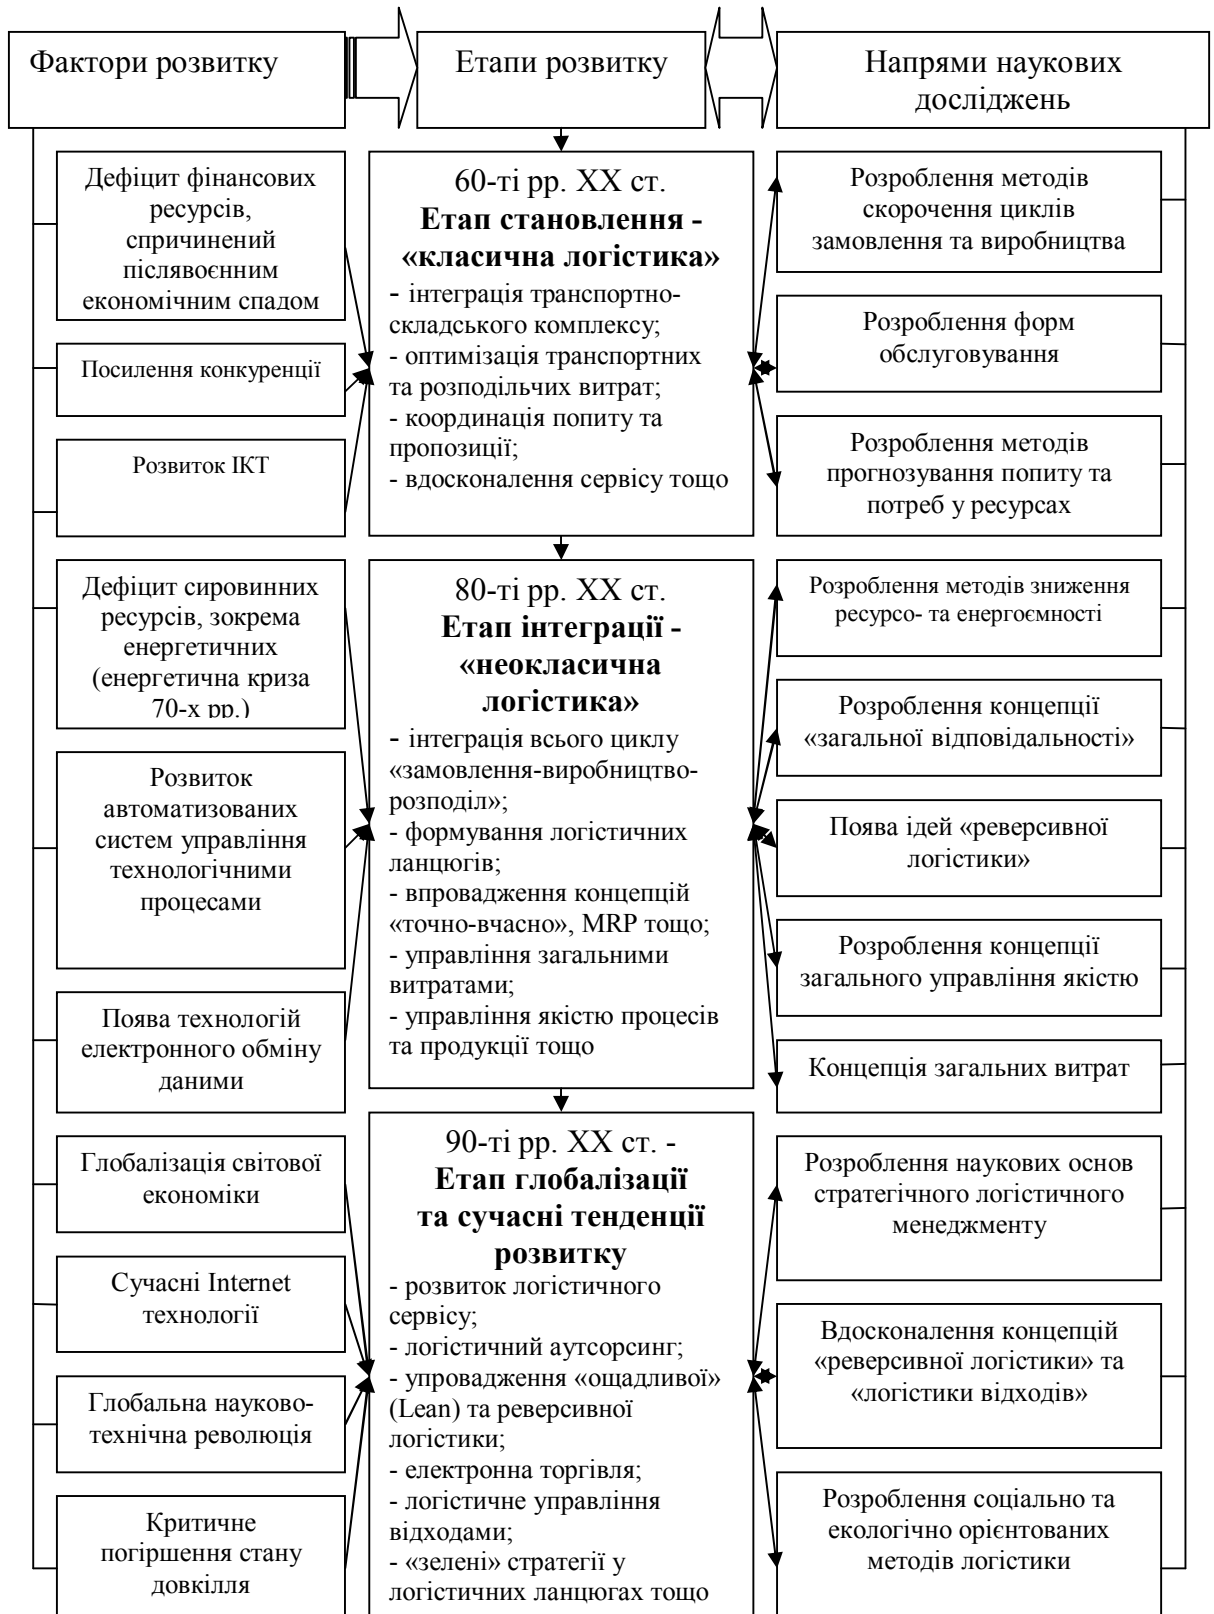 Фактори розвитку
Етапи розвитку
Напрями наукових
досліджень
Дефіцит фінансових
ресурсів,
спричинений
післявоєнним
економічним спадом
Посилення конкуренції
Розвиток ІКТ
60-ті рр. ХХ ст.
Етап становлення -
«класична логістика»
- інтеграція транспортно-
складського комплексу;
- оптимізація транспортних
та розподільчих витрат;
- координація попиту та
пропозиції;
- вдосконалення сервісу тощо
Розроблення методів
скорочення циклів
замовлення та виробництва
Розроблення форм
обслуговування
Розроблення методів
прогнозування попиту та
потреб у ресурсах
Дефіцит сировинних
ресурсів, зокрема
енергетичних
(енергетична криза
70-х рр.)
Розвиток
автоматизованих
систем управління
технологічними
процесами
Поява технологій
електронного обміну
даними
80-ті рр. ХХ ст.
Етап інтеграції -
«неокласична
логістика»
- інтеграція всього циклу
«замовлення-виробництво-
розподіл»;
- формування логістичних
ланцюгів;
- впровадження концепцій
«точно-вчасно», MRP тощо;
- управління загальними
витратами;
- управління якістю процесів
та продукції тощо
Розроблення методів зниження
ресурсо- та енергоємності
Розроблення концепції
«загальної відповідальності»
Поява ідей «реверсивної
логістики»
Розроблення концепції
загального управління якістю
Концепція загальних витрат
Глобалізація світової
економіки
Сучасні Internet
технології
Глобальна науково-
технічна революція
Критичне
погіршення стану
довкілля
90-ті рр. ХХ ст. -
Етап глобалізації
та сучасні тенденції
розвитку
- розвиток логістичного
сервісу;
- логістичний аутсорсинг;
- упровадження «ощадливої»
(Lean) та реверсивної
логістики;
- електронна торгівля;
- логістичне управління
відходами;
- «зелені» стратегії у
логістичних ланцюгах тощо
Розроблення наукових основ
стратегічного логістичного
менеджменту
Вдосконалення концепцій
«реверсивної логістики» та
«логістики відходів»
Розроблення соціально та
екологічно орієнтованих
методів логістики